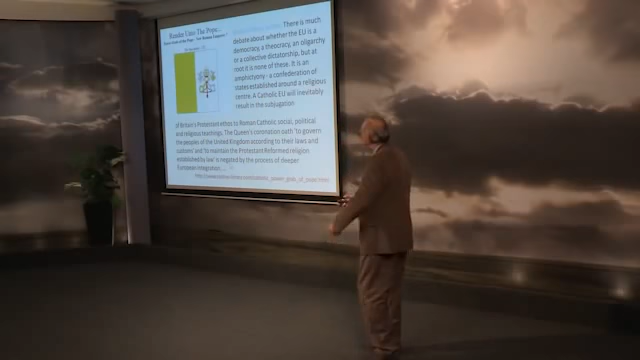 Render Unto The Pope...
There is much
debate about whether the EU is a
democracy, a theocracy, an oligarchy
or a collective dictatorship, but at
root it is none of these. It is an
amphictyony - a confederation of
states established around a religious
centre. A Catholic EU will inevitably
result in the subjugation
of Britain's Protestant ethos to Roman Catholic social, political
and religious teachings. The Queen's coronation oath 'to govern
the peoples of the United Kingdom according to their laws and
customs' and 'to maintain the Protestant Reformed religion
established by law' is negated by the process of deeper
European integration....